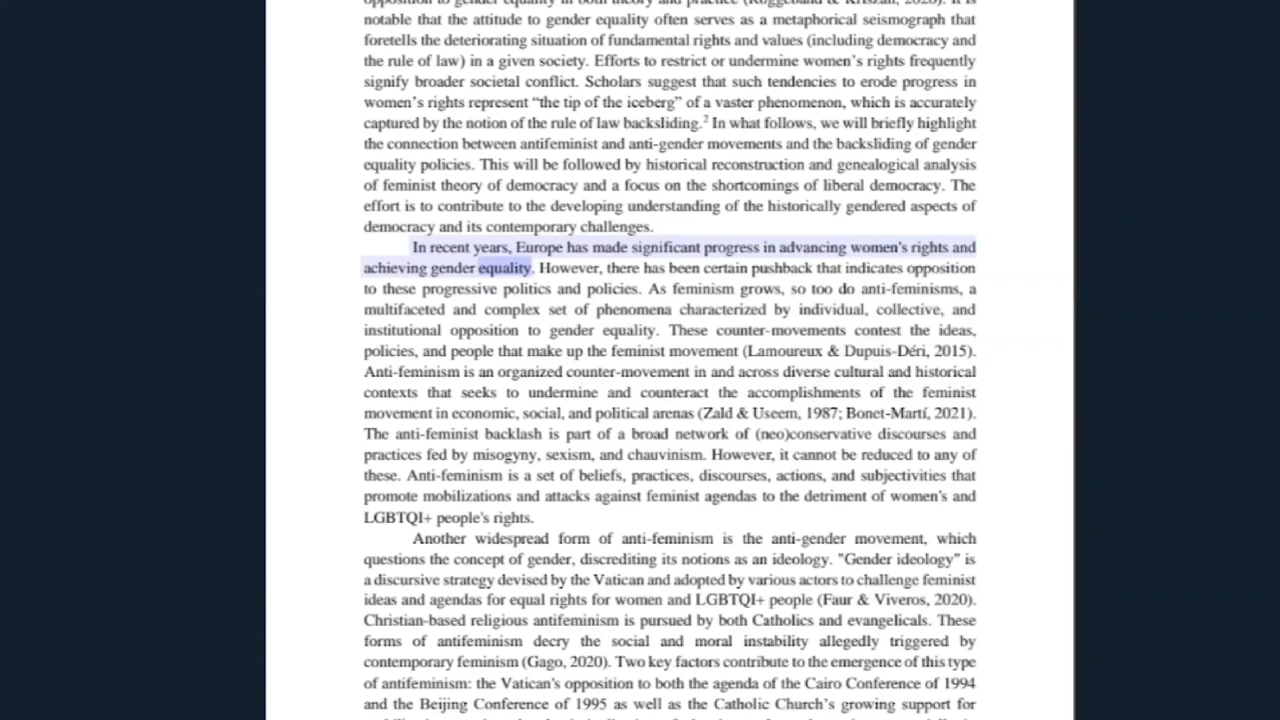 opposition to gender equality in both theory and practice (Roggeband & Krizsán, 2020). It is
notable that the attitude to gender equality often serves as a metaphorical seismograph that
foretells the deteriorating situation of fundamental rights and values (including democracy and
the rule of law) in a given society. Efforts to restrict or undermine women’s rights frequently
signify broader societal conflict. Scholars suggest that such tendencies to erode progress in
women’s rights represent “the tip of the iceberg” of a vaster phenomenon, which is accurately
captured by the notion of the rule of law backsliding.² In what follows, we will briefly highlight
the connection between antifeminist and anti-gender movements and the backsliding of gender
equality policies. This will be followed by historical reconstruction and genealogical analysis
of feminist theory of democracy and a focus on the shortcomings of liberal democracy. The
effort is to contribute to the developing understanding of the historically gendered aspects of
democracy and its contemporary challenges.
In recent years, Europe has made significant progress in advancing women’s rights and
achieving gender equality. However, there has been certain pushback that indicates opposition
to these progressive politics and policies. As feminism grows, so too do anti-feminisms, a
multifaceted and complex set of phenomena characterized by individual, collective, and
institutional opposition to gender equality. These counter-movements contest the ideas,
policies, and people that make up the feminist movement (Lamoureux & Dupuis-Déri, 2015).
Anti-feminism is an organized counter-movement in and across diverse cultural and historical
contexts that seeks to undermine and counteract the accomplishments of the feminist
movement in economic, social, and political arenas (Zald & Useem, 1987; Bonet-Martí, 2021).
The anti-feminist backlash is part of a broad network of (neo)conservative discourses and
practices fed by misogyny, sexism, and chauvinism. However, it cannot be reduced to any of
these. Anti-feminism is a set of beliefs, practices, discourses, actions, and subjectivities that
promote mobilizations and attacks against feminist agendas to the detriment of women's and
LGBTQI+ people's rights.
Another widespread form of anti-feminism is the anti-gender movement, which
questions the concept of gender, discrediting its notions as an ideology. "Gender ideology" is
a discursive strategy devised by the Vatican and adopted by various actors to challenge feminist
ideas and agendas for equal rights for women and LGBTQI+ people (Faur & Viveros, 2020).
Christian-based religious antifeminism is pursued by both Catholics and evangelicals. These
forms of antifeminism decry the social and moral instability allegedly triggered by
contemporary feminism (Gago, 2020). Two key factors contribute to the emergence of this type
of antifeminism: the Vatican's opposition to both the agenda of the Cairo Conference of 1994
and the Beijing Conference of 1995 as well as the Catholic Church’s growing support for